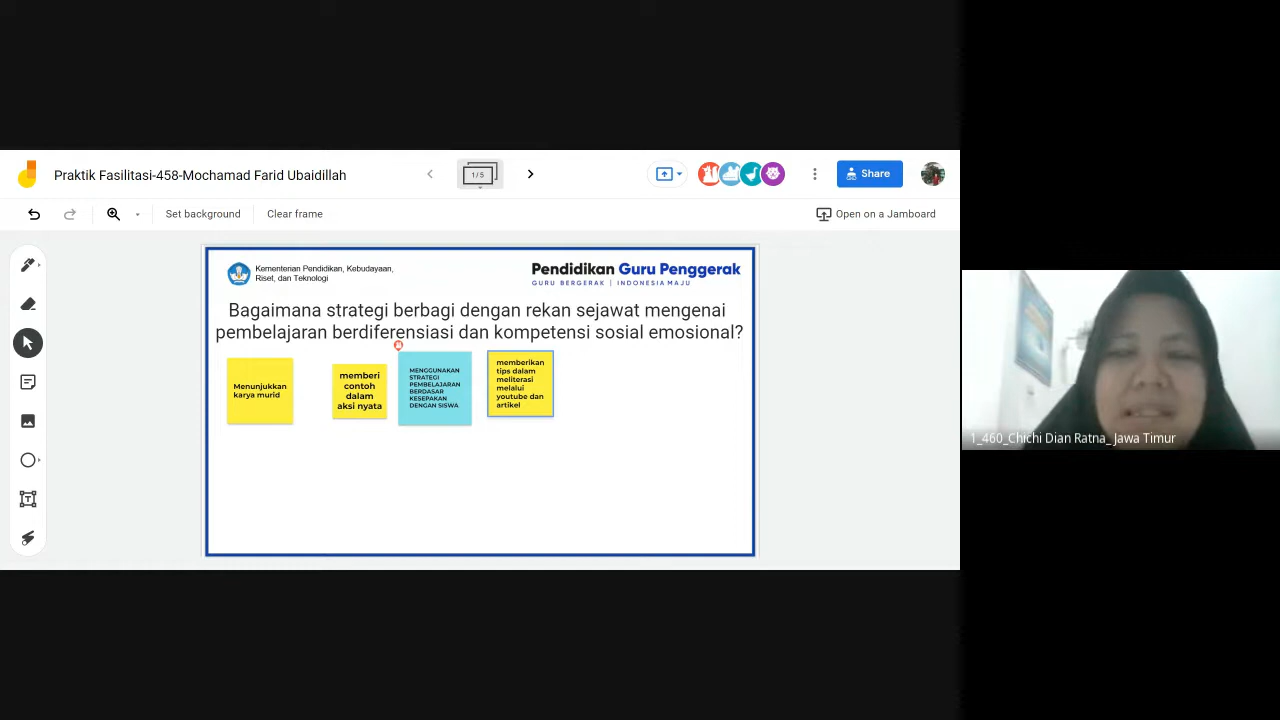 Praktik Fasilitasi-458-Mochamad Farid Ubaidillah
1/5
Share
Set background
Clear frame
Open on a Jamboard
Kementerian Pendidikan, Kebudayaan,
Riset, dan Teknologi
Pendidikan Guru Penggerak
GURU BERGERAK | INDONESIA MAJU
Bagaimana strategi berbagi dengan rekan sejawat mengenai
pembelajaran berdiferensiasi dan kompetensi sosial emosional?
Menunjukkan
karya murid
memberi
contoh
dalam
aksi nyata
MENGGUNAKAN
STRATEGI
PEMBELAJARAN
BERDASAR
KESEPAKAN
DENGAN SISWA
memberikan
tips dalam
meliterasi
melalui
youtube dan
artikel
1_460_Chichi Dian Ratna_ Jawa Timur